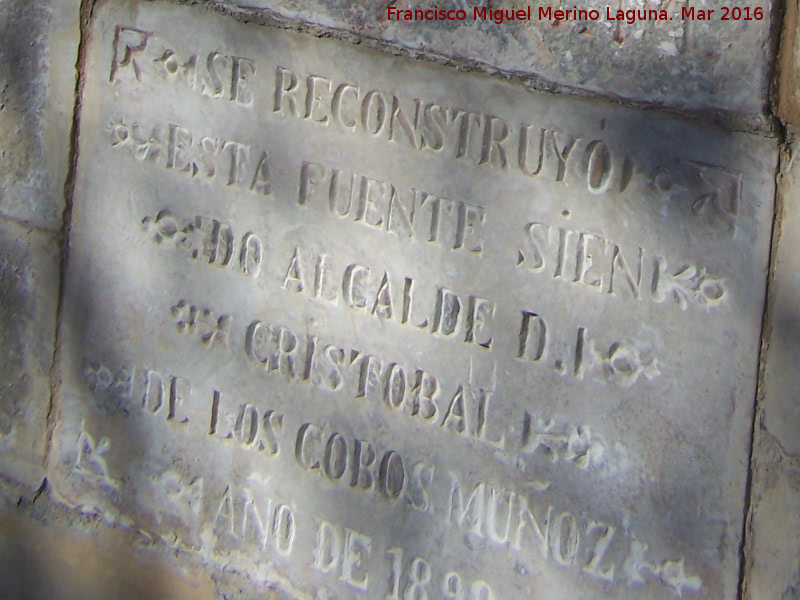 Francisco Miguel Merino Laguna. Mar 2016
SE RECONSTRUYÓ
ESTA FUENTE SIEN
DO ALCALDE D.
CRISTOBAL
DE LOS COBOS MUÑOZ
AÑO DE